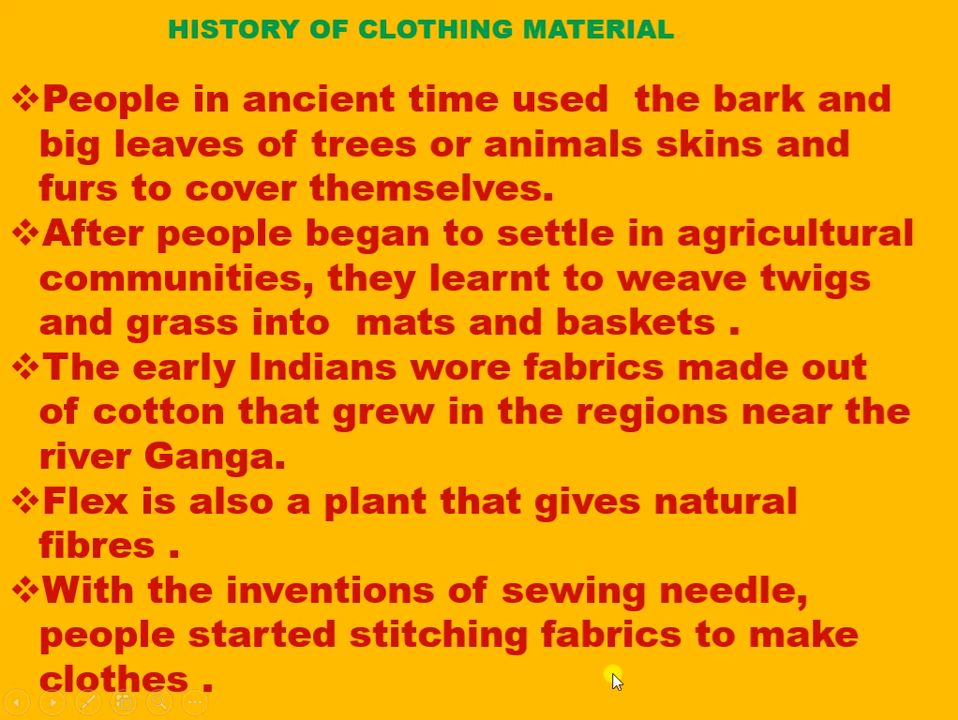 HISTORY OF CLOTHING MATERIAL
❖People in ancient time used  the bark and
big leaves of trees or animals skins and
furs to cover themselves.
❖After people began to settle in agricultural
communities, they learnt to weave twigs
and grass into  mats and baskets .
❖The early Indians wore fabrics made out
of cotton that grew in the regions near the
river Ganga.
❖Flex is also a plant that gives natural
fibres .
❖With the inventions of sewing needle,
people started stitching fabrics to make
clothes .